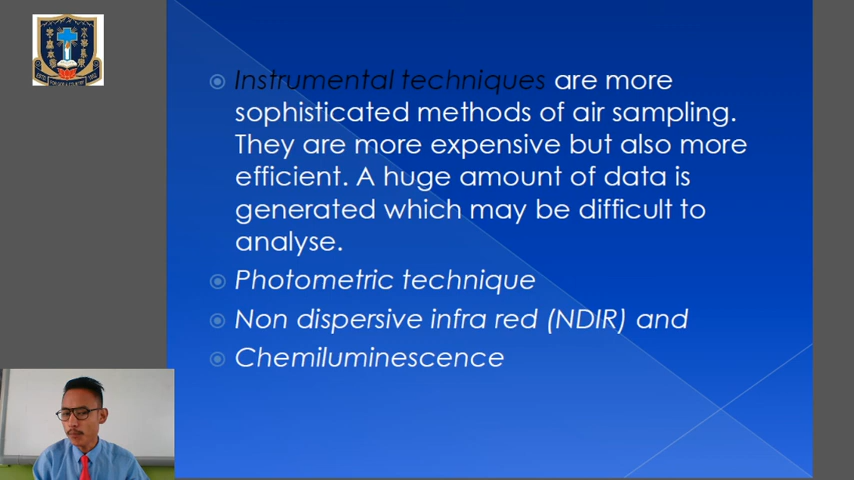 Instrumental techniques are more
sophisticated methods of air sampling.
They are more expensive but also more
efficient. A huge amount of data is
generated which may be difficult to
analyse.
Photometric technique
Non dispersive infra red (NDIR) and
Chemiluminescence